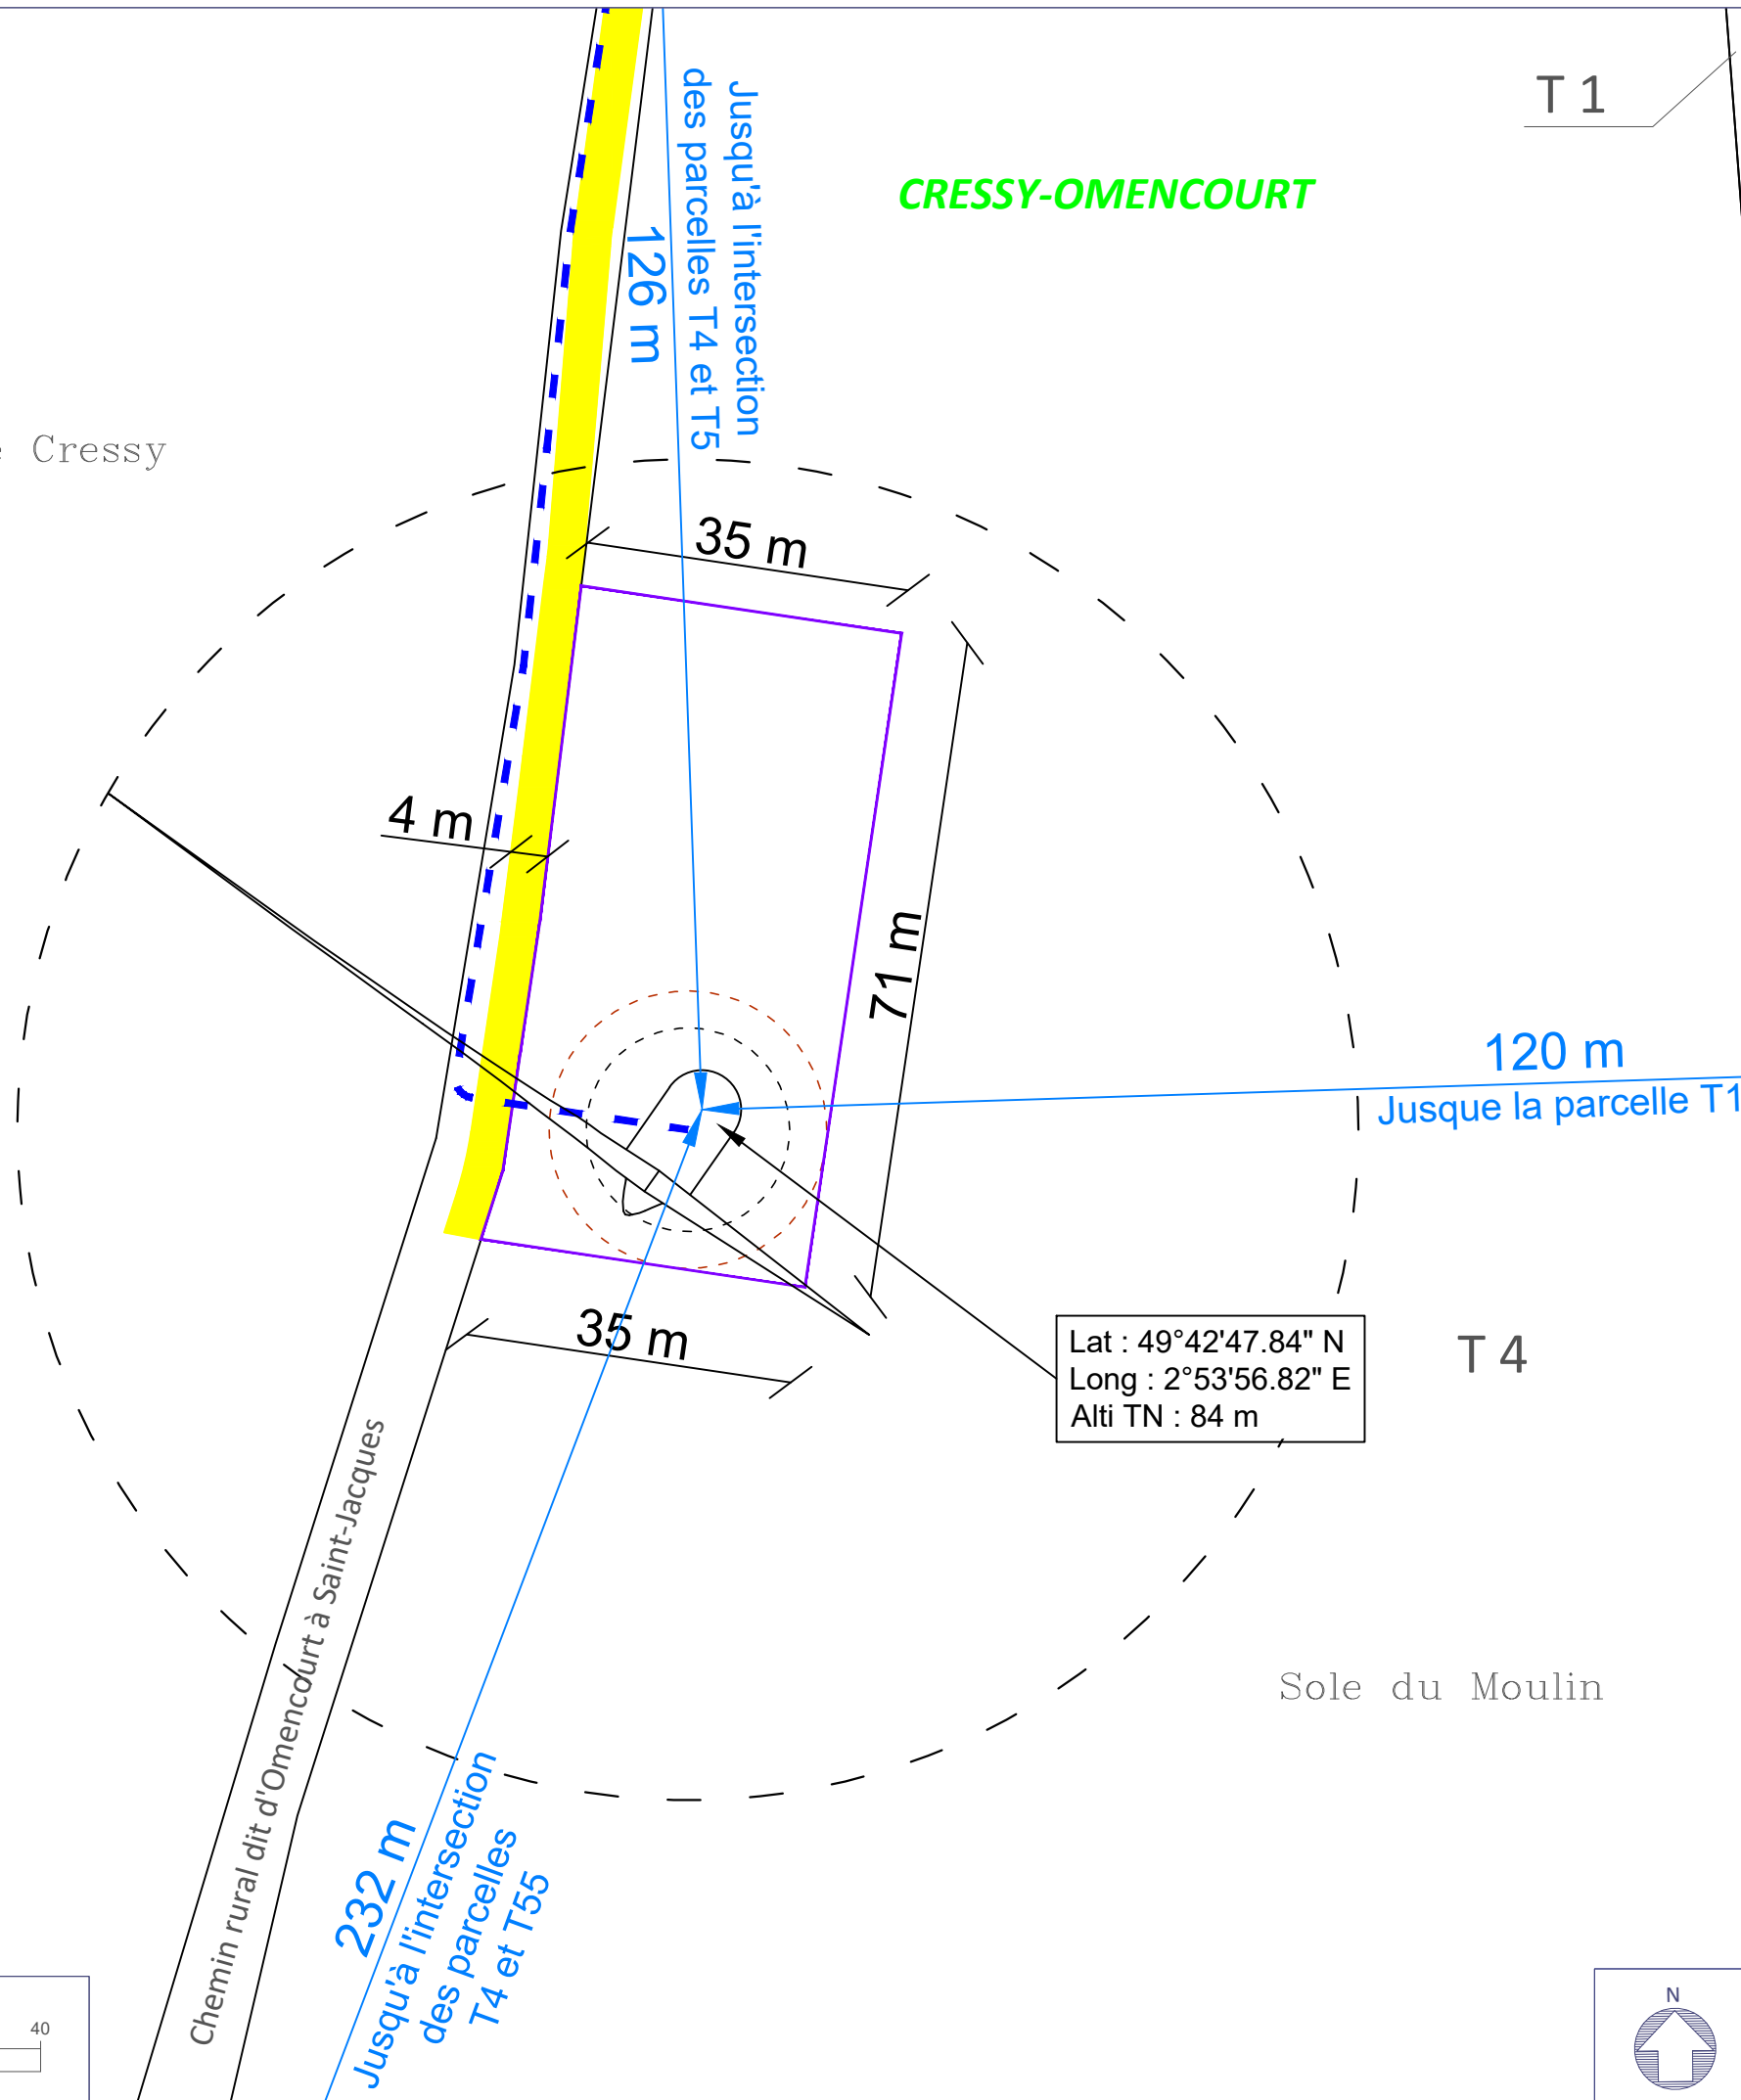 T 1
Jusqu'à l'intersection
des parcelles T4 et T5
126 m
CRESSY-OMENCOURT
Cressy
35 m
4 m
71 m
120 m
Jusque la parcelle T1
35 m
Lat : 49°42'47.84" N
Long : 2°53'56.82" E
Alti TN : 84 m
T 4
Chemin rural dit d'Omencourt à Saint-Jacques
Sole du Moulin
232 m
Jusqu'à l'intersection
des parcelles
T4 et T55
40
N